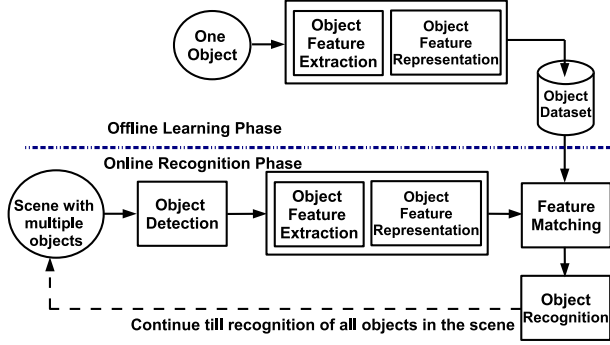 One
Object
Object
Feature
Extraction
Object
Feature
Representation
Object
Dataset
Offline Learning Phase
Online Recognition Phase
Scene with
multiple
objects
Object
Detection
Object
Feature
Extraction
Object
Feature
Representation
Feature
Matching
Object
Recognition
Continue till recognition of all objects in the scene